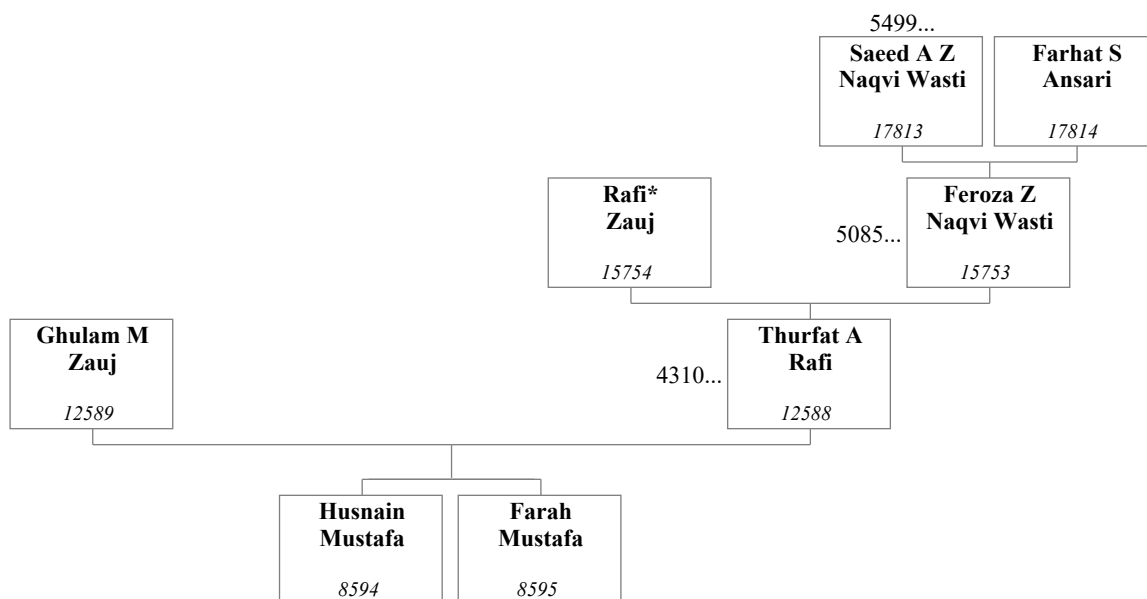 5499...
Saeed A Z
Naqvi Wasti
17813
Farhat S
Ansari
17814
Rafi*
Zauj
15754
5085...
Feroza Z
Naqvi Wasti
15753
Ghulam M
Zauj
12589
4310...
Thurfat A
Rafi
12588
Husnain
Mustafa
8594
Farah
Mustafa
8595